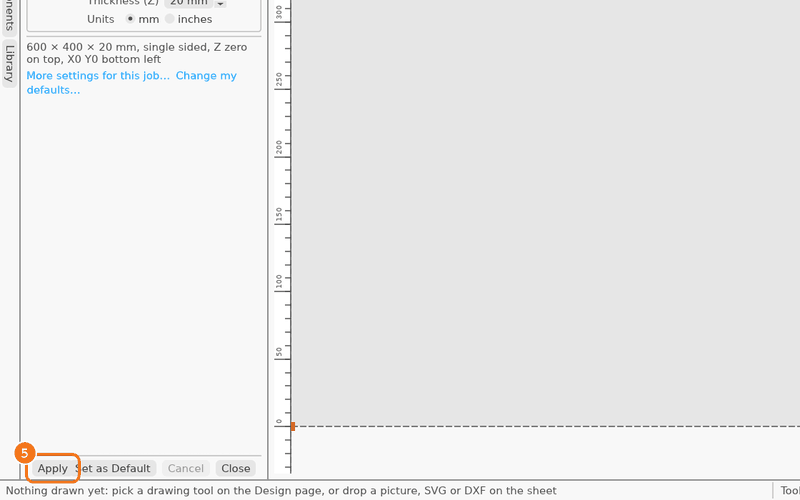 Thickness (Z) 20 mm
Units mm inches
600 × 400 × 20 mm, single sided, Z zero
on top, X0 Y0 bottom left
More settings for this job... Change my
defaults...
Library
300
250
200
150
100
50
0
5
Apply Set as Default Cancel Close
Nothing drawn yet: pick a drawing tool on the Design page, or drop a picture, SVG or DXF on the sheet